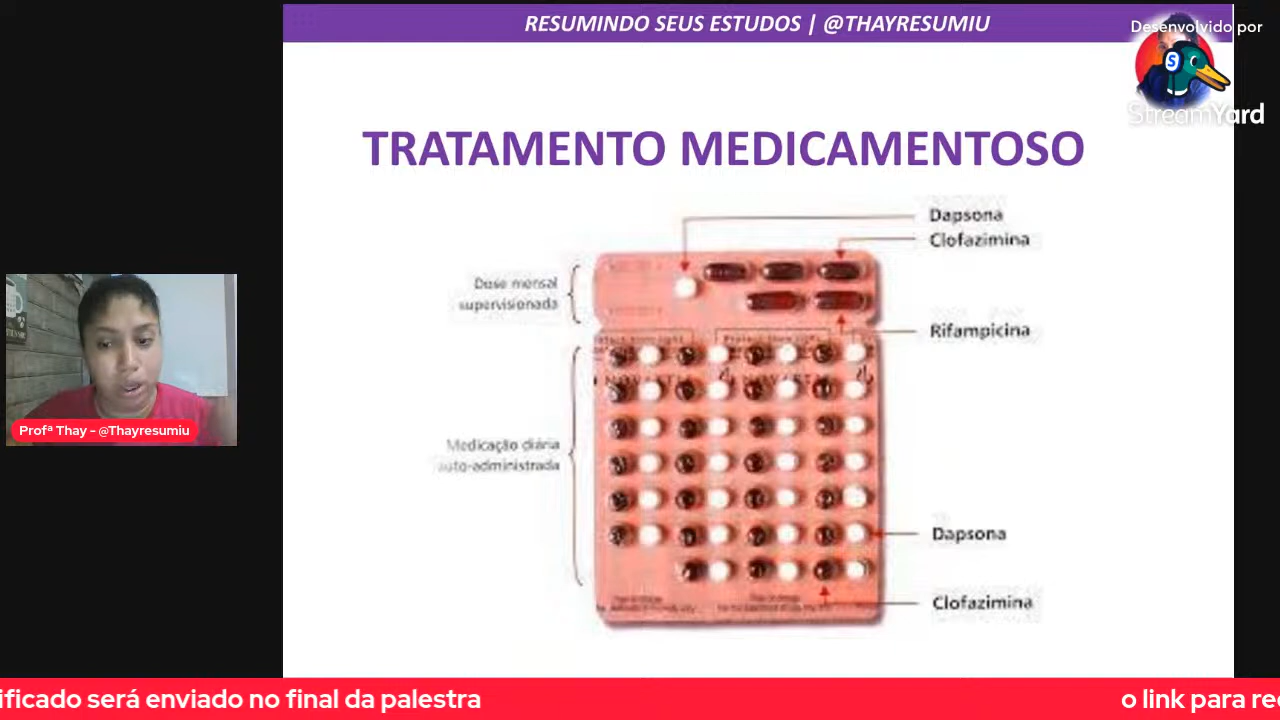 RESUMINDO SEUS ESTUDOS | @THAYRESUMIU
Desenvolvido por
S
StreamYard
TRATAMENTO MEDICAMENTOSO
Dapsona
Clofazimina
Dose mensal
supervisionada
Rifampicina
Medicação diária
auto-administrada
Dapsona
Clofazimina
Profª Thay - @Thayresumiu
ificado será enviado no final da palestra
o link para re